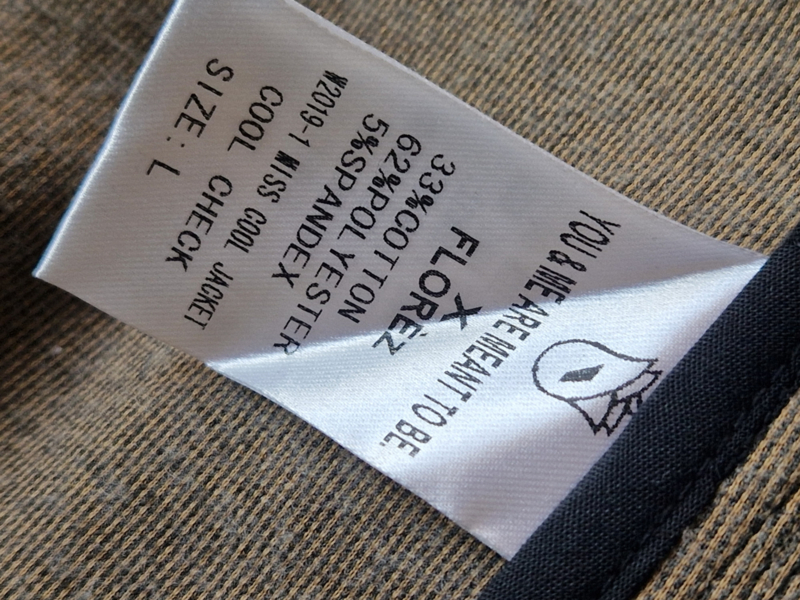 YOU & ME ARE MEANT TO BE.
X
FLORÈZ
33%COTTON
62%POLYESTER
5%SPANDEX
W2019-1 MISS COOL JACKET
COOL CHECK
SIZE: L